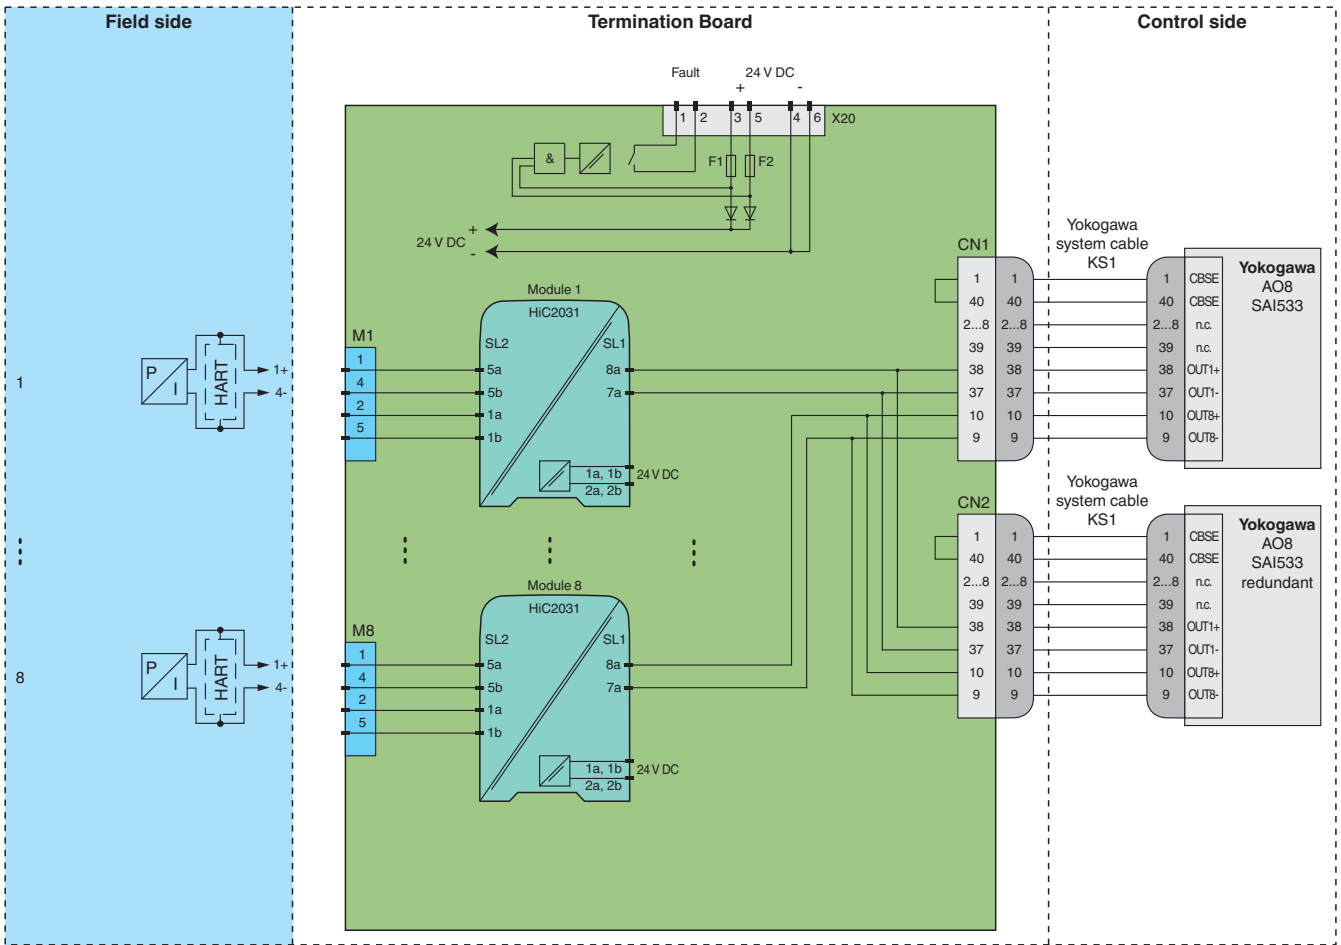 Field side
Termination Board
Control side
Fault
24 V DC
+ -
1 2 3 5 4 6 X20
&
F1 F2
24 V DC + -
Module 1
HiC2031
SL2 SL1
5a 8a
5b 7a
1a
1b
1a, 1b
2a, 2b
24 V DC
M1
1
4
2
5
1
P
I
HART
1+
4-
Module 8
HiC2031
SL2 SL1
5a 8a
5b 7a
1a
1b
1a, 1b
2a, 2b
24 V DC
M8
1
4
2
5
8
P
I
HART
1+
4-
CN1
Yokogawa
system cable
KS1
Yokogawa
AO8
SAI533
1 1 1 CBSE
40 40 40 CBSE
2...8 2...8 2...8 n.c.
39 39 39 n.c.
38 38 38 OUT1+
37 37 37 OUT1-
10 10 10 OUT8+
9 9 9 OUT8-
CN2
Yokogawa
system cable
KS1
Yokogawa
AO8
SAI533
redundant
1 1 1 CBSE
40 40 40 CBSE
2...8 2...8 2...8 n.c.
39 39 39 n.c.
38 38 38 OUT1+
37 37 37 OUT1-
10 10 10 OUT8+
9 9 9 OUT8-